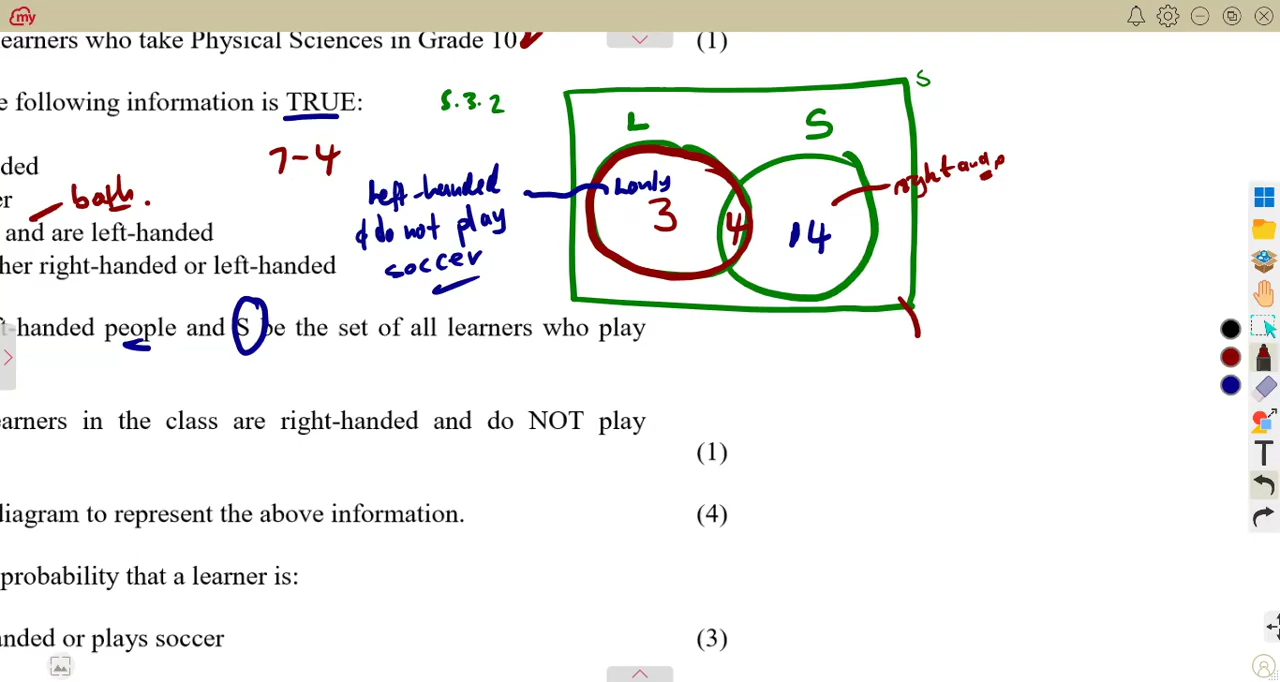 my
earners who take Physical Sciences in Grade 10
(1)
S
e following information is TRUE:
5.3.2
L
S
7-4
ded
right and p
left-handed
& do not play
soccer
L only
er
both.
3
4
14
and are left-handed
her right-handed or left-handed
t-handed people and S be the set of all learners who play
earners in the class are right-handed and do NOT play
(1)
diagram to represent the above information.
(4)
probability that a learner is:
anded or plays soccer
(3)
T